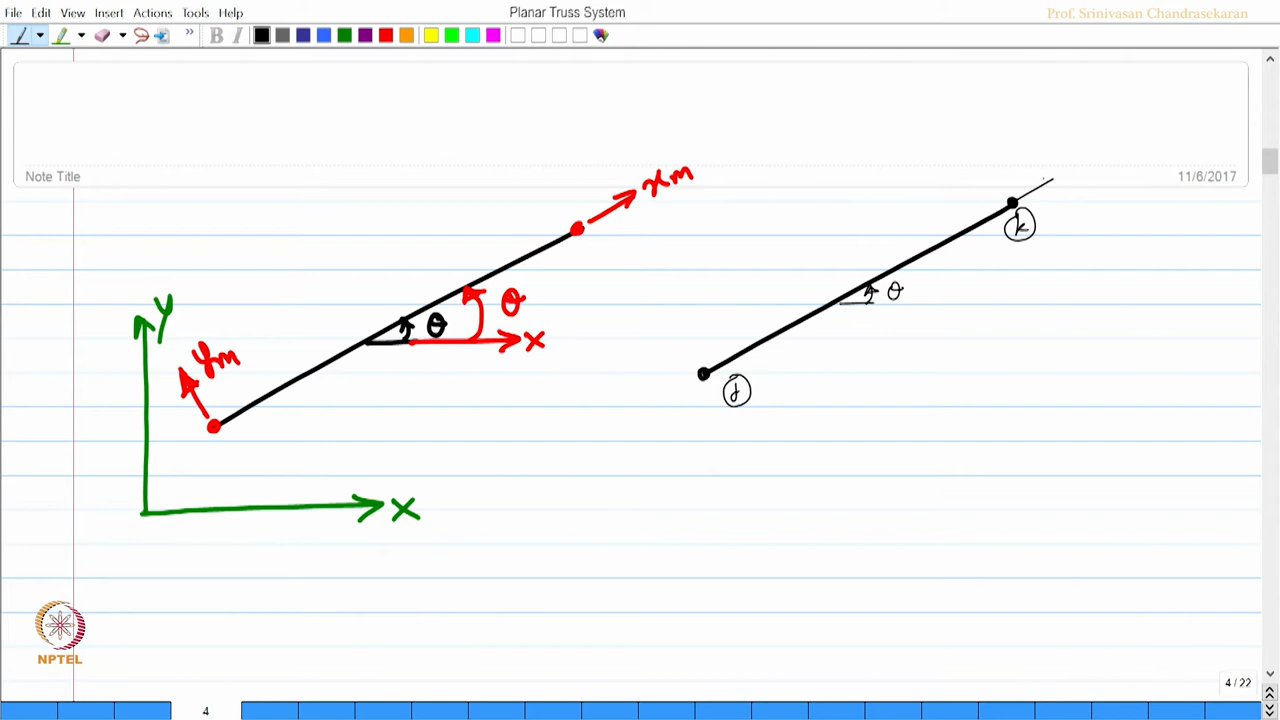 File Edit View Insert Actions Tools Help
Planar Truss System
Prof. Srinivasan Chandrasekaran
B I
Note Title
11/6/2017
xm
k
Y
θ
θ
θ
x
ym
j
X
NPTEL
4 / 22
4